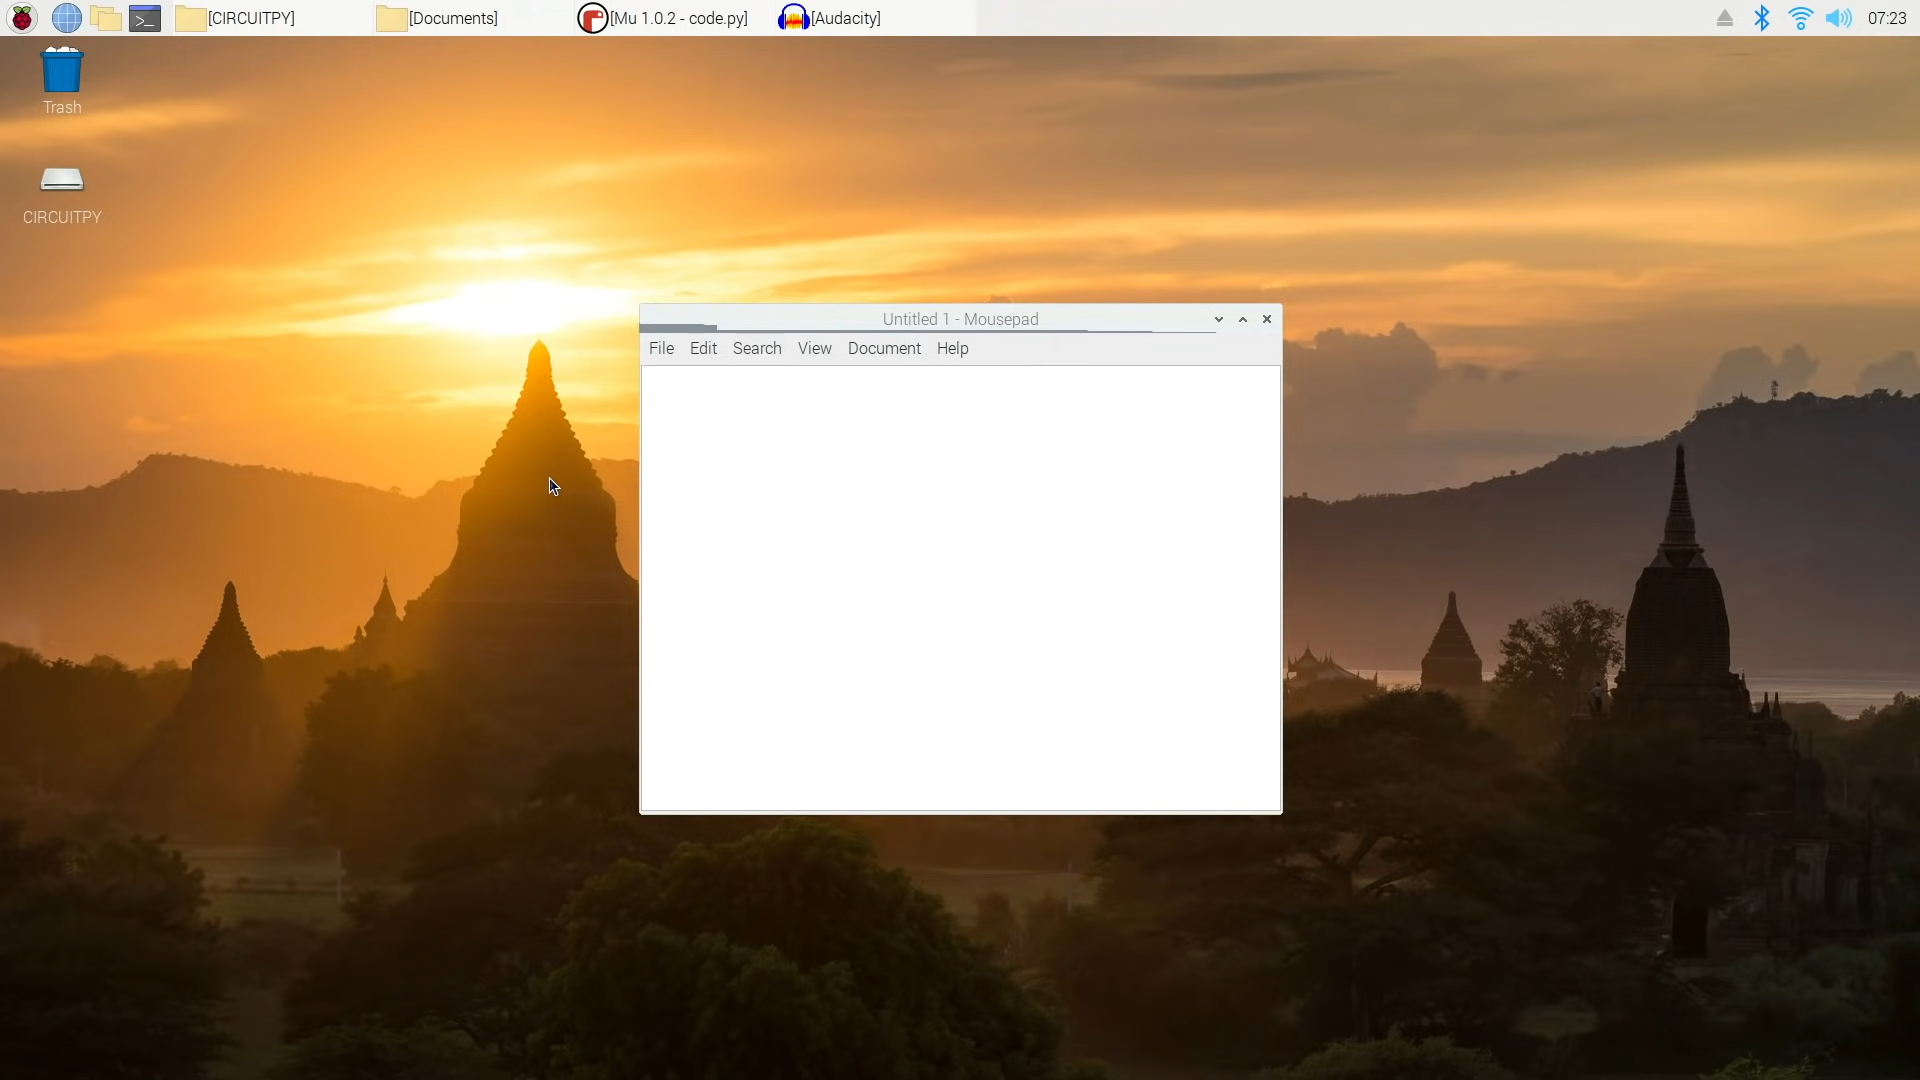 [CIRCUITPY] [Documents] [Mu 1.0.2 - code.py] [Audacity] 07:23
Trash
CIRCUITPY
Untitled 1 - Mousepad
File Edit Search View Document Help